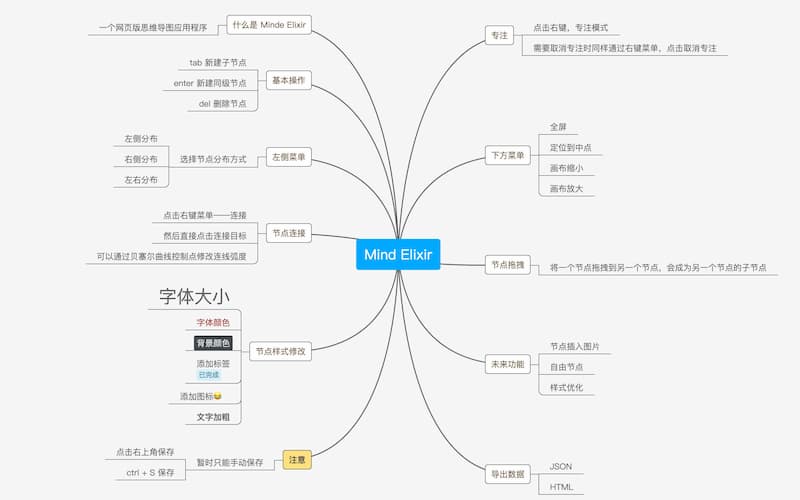 什么是 Minde Elixir
一个网页版思维导图应用程序
基本操作
tab 新建子节点
enter 新建同级节点
del 删除节点
左侧菜单
选择节点分布方式
左侧分布
右侧分布
左右分布
节点连接
点击右键菜单——连接
然后直接点击连接目标
可以通过贝塞尔曲线控制点修改连线弧度
节点样式修改
字体大小
字体颜色
背景颜色
添加标签
已完成
添加图标😂
文字加粗
注意
暂时只能手动保存
点击右上角保存
ctrl + S 保存
Mind Elixir
专注
点击右键，专注模式
需要取消专注时同样通过右键菜单，点击取消专注
下方菜单
全屏
定位到中点
画布缩小
画布放大
节点拖拽
将一个节点拖拽到另一个节点，会成为另一个节点的子节点
未来功能
节点插入图片
自由节点
样式优化
导出数据
JSON
HTML